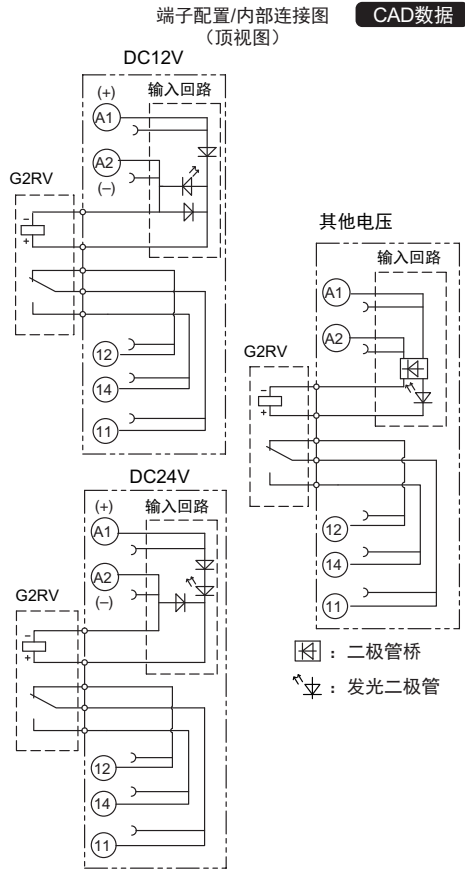 端子配置/内部连接图
（顶视图）
CAD数据
DC12V
(+)
输入回路
A1
A2
(−)
G2RV
−
+
12
14
11
其他电压
输入回路
A1
A2
G2RV
−
+
12
14
11
DC24V
(+)
输入回路
A1
A2
(−)
G2RV
−
+
12
14
11
：二极管桥
：发光二极管